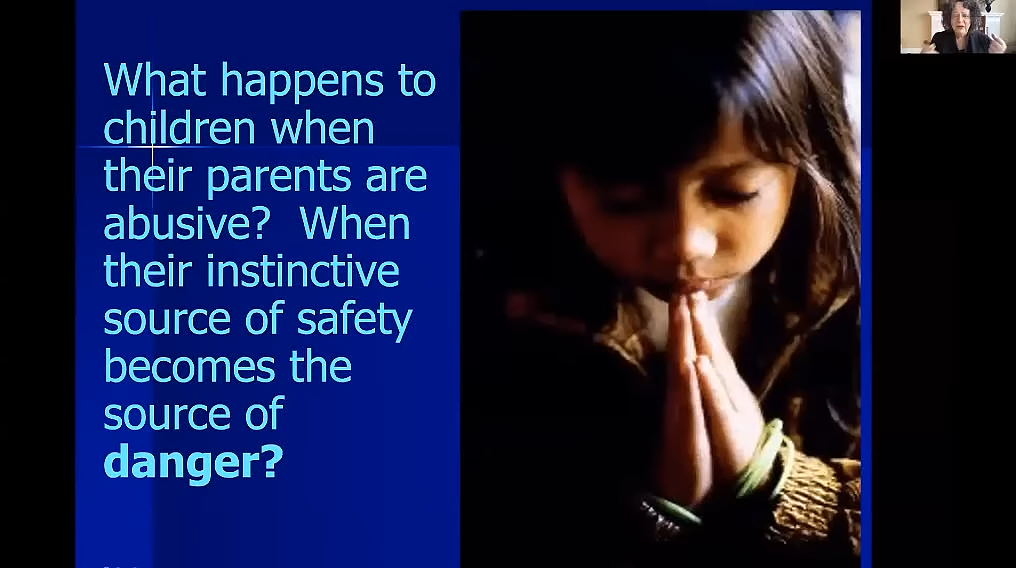 What happens to
children when
their parents are
abusive?  When
their instinctive
source of safety
becomes the
source of
danger?